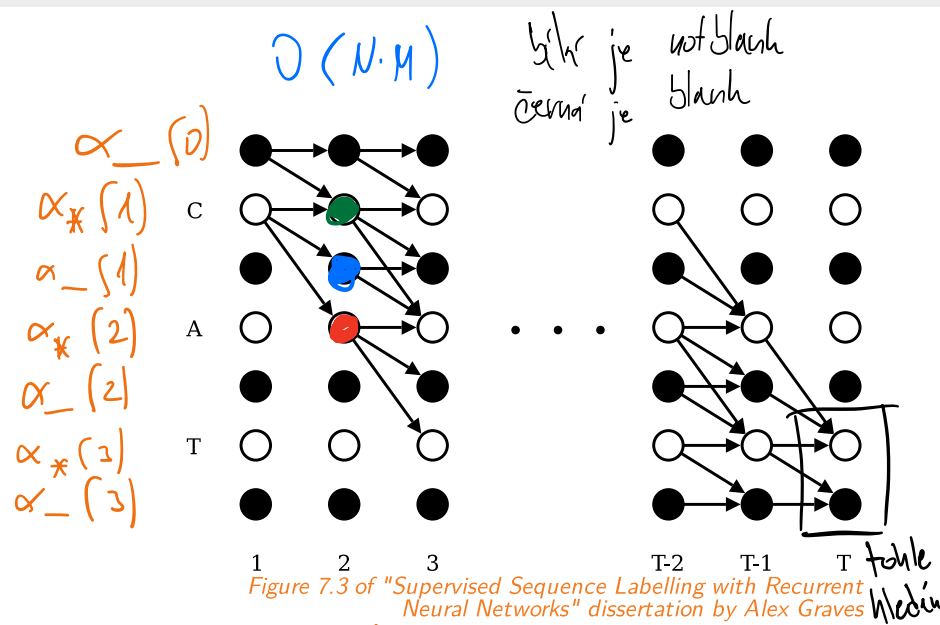 O(N·M)
bílá je not blank
černá je blank
α_(0)
α*(1) C
α_(1)
α*(2) A
α_(2)
α*(3) T
α_(3)
1 2 3 T-2 T-1 T
tohle
Figure 7.3 of "Supervised Sequence Labelling with Recurrent
Neural Networks" dissertation by Alex Graves